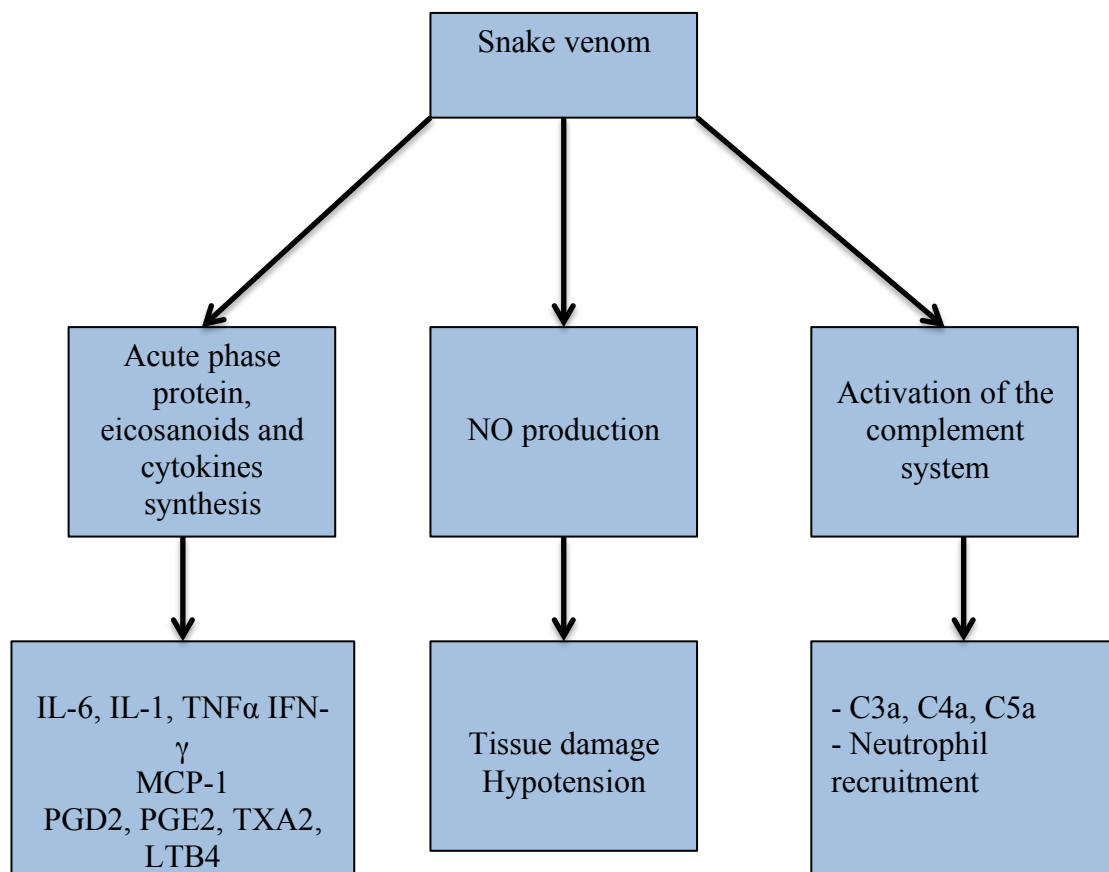 Snake venom
Acute phase
protein,
eicosanoids and
cytokines
synthesis
NO production
Activation of the
complement
system
IL-6, IL-1, TNFα IFN-
γ
MCP-1
PGD2, PGE2, TXA2,
LTB4
Tissue damage
Hypotension
- C3a, C4a, C5a
- Neutrophil
recruitment